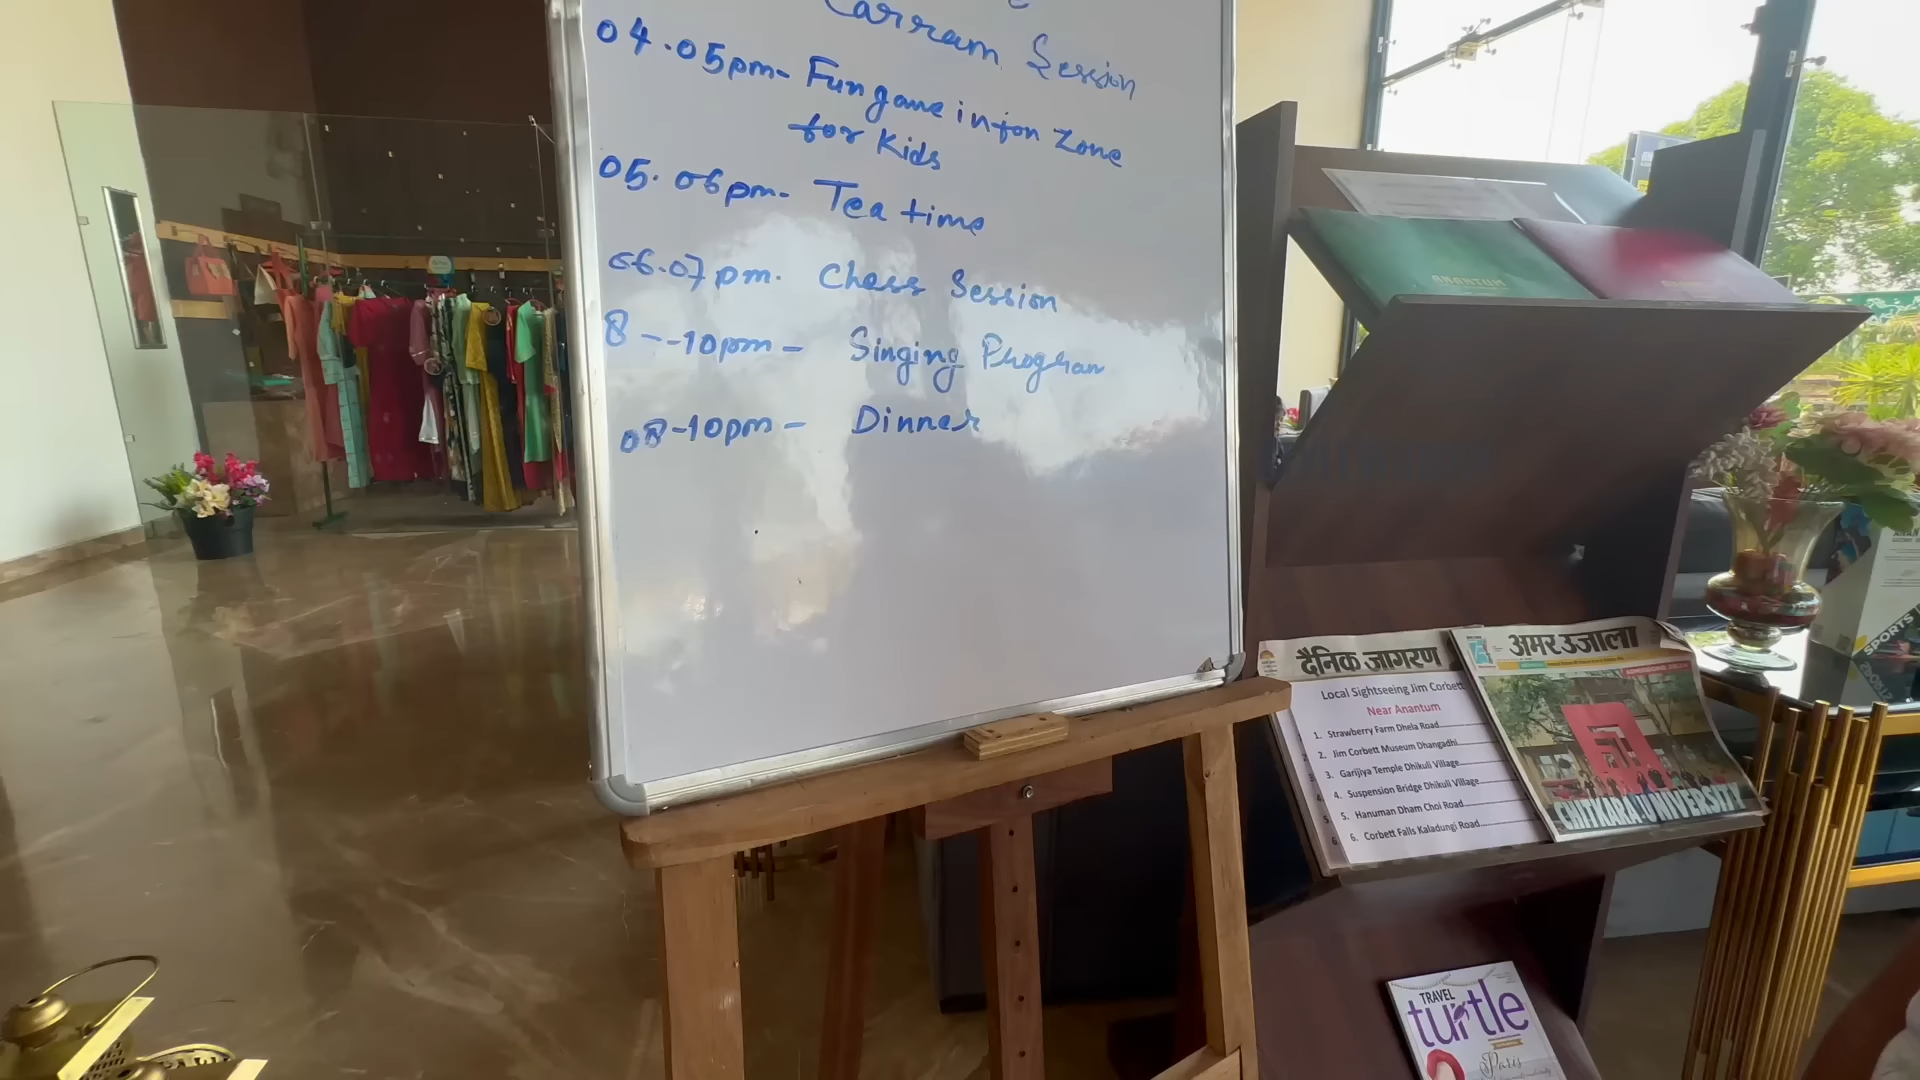 Carram Session
04.05pm- Fun game in fon Zone
for Kids
05.06pm- Tea time
06.07pm. Chess Session
8--10pm- Singing Program
08-10pm- Dinner
ANANTUM
दैनिक जागरण
Local Sightseeing Jim Corbett
Near Anantum
1. Strawberry Farm Dhela Road
2. Jim Corbett Museum Dhangadhi
3. Garijiya Temple Dhikuli Village
4. Suspension Bridge Dhikuli Village
5. Hanuman Dham Choi Road
6. Corbett Falls Kaladungi Road
अमर उजाला
CHITKARA UNIVERSITY
SPORTS
TRAVEL
turtle
Paris